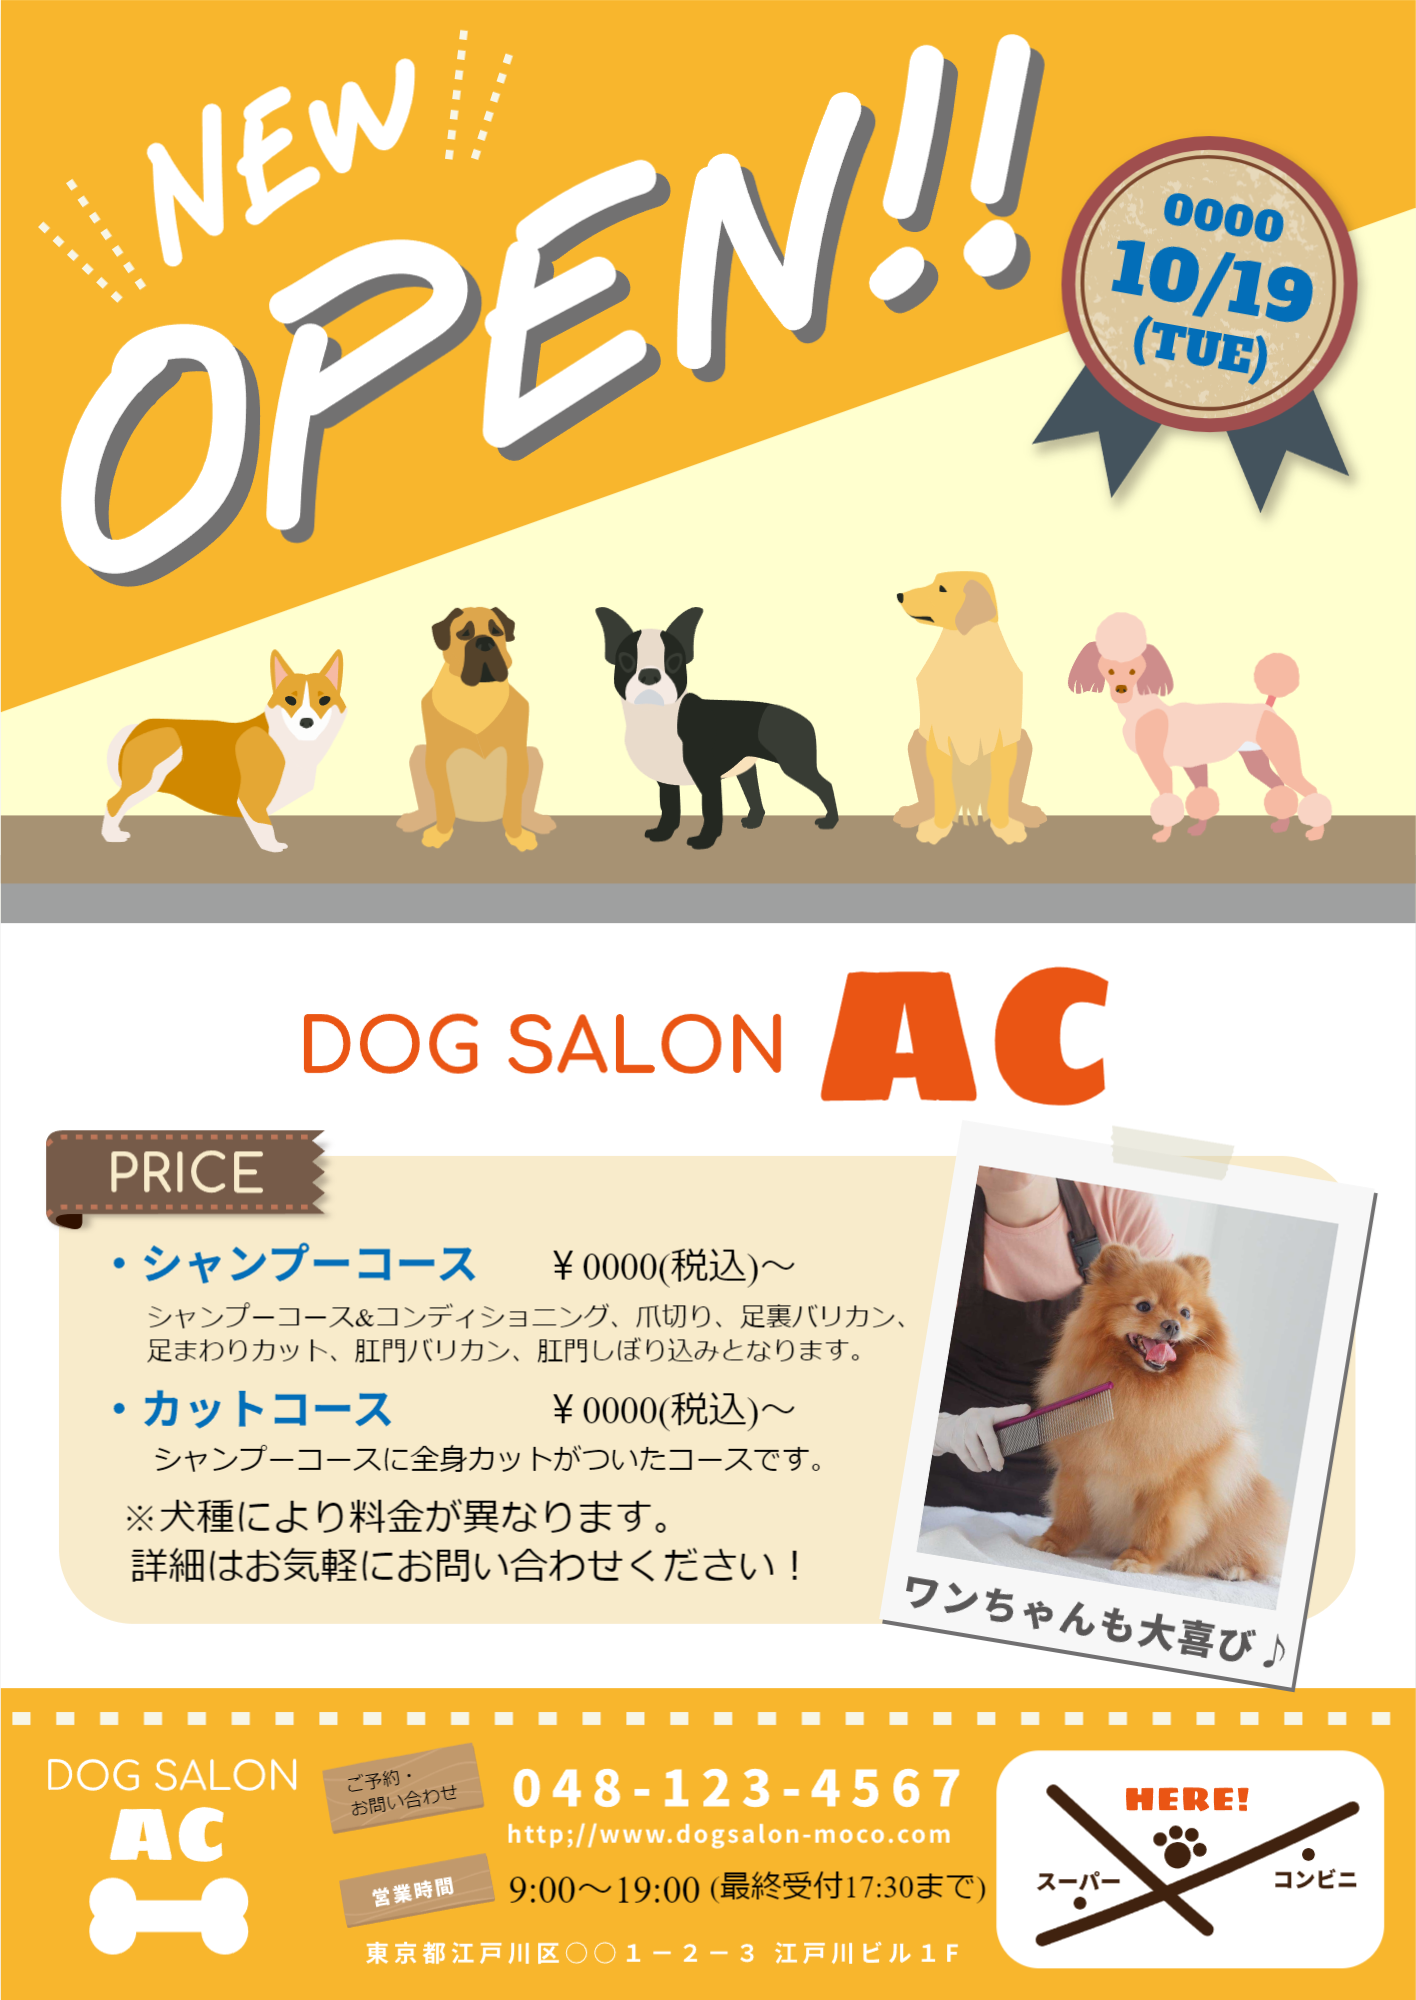 NEW
OPEN!!
0000
10/19
(TUE)
DOG SALON AC
PRICE
・シャンプーコース ￥0000(税込)～
シャンプーコース&コンディショニング、爪切り、足裏バリカン、
足まわりカット、肛門バリカン、肛門しぼり込みとなります。
・カットコース ￥0000(税込)～
シャンプーコースに全身カットがついたコースです。
※犬種により料金が異なります。
詳細はお気軽にお問い合わせください！
ワンちゃんも大喜び♪
DOG SALON
AC
ご予約・
お問い合わせ
048-123-4567
http;//www.dogsalon-moco.com
営業時間
9:00～19:00 (最終受付17:30まで)
東京都江戸川区○○１－２－３ 江戸川ビル１F
HERE!
スーパー
コンビニ